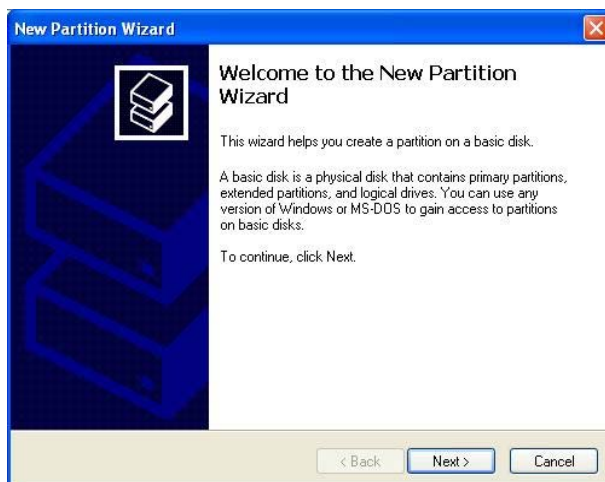 New Partition Wizard
Welcome to the New Partition
Wizard
This wizard helps you create a partition on a basic disk.
A basic disk is a physical disk that contains primary partitions,
extended partitions, and logical drives. You can use any
version of Windows or MS-DOS to gain access to partitions
on basic disks.
To continue, click Next.
< Back
Next >
Cancel